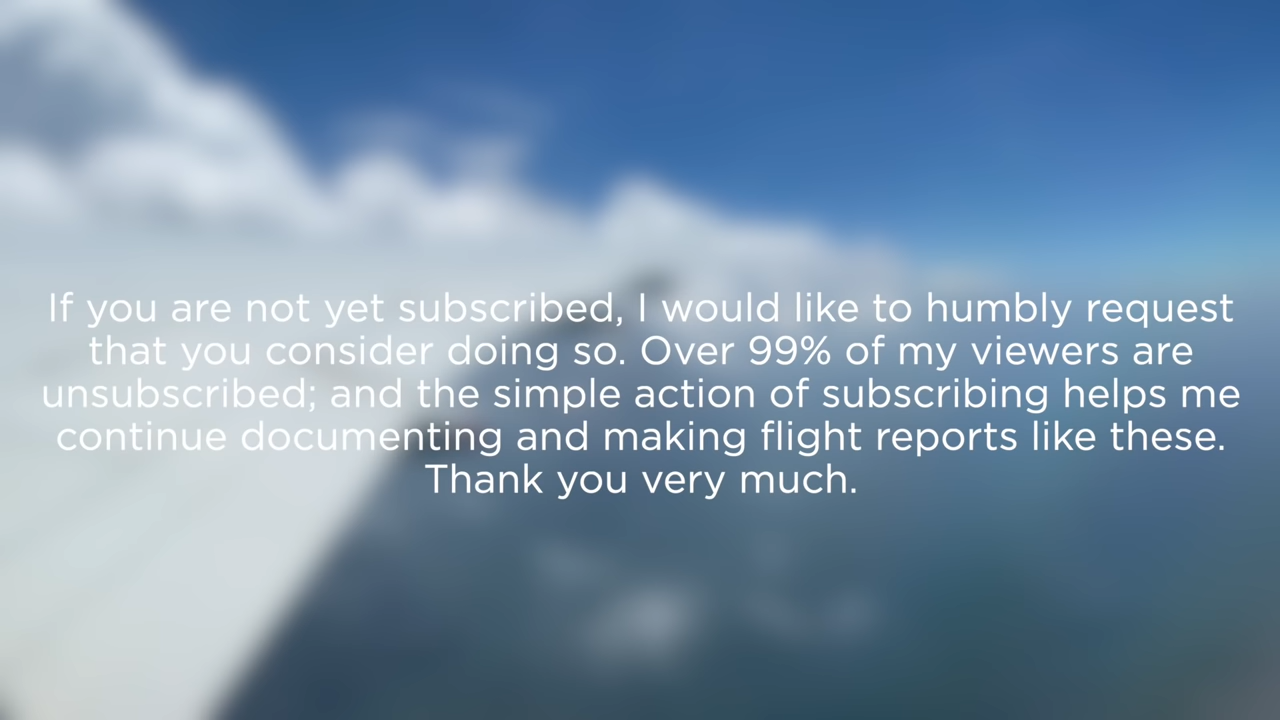 If you are not yet subscribed, I would like to humbly request
that you consider doing so. Over 99% of my viewers are
unsubscribed; and the simple action of subscribing helps me
continue documenting and making flight reports like these.
Thank you very much.